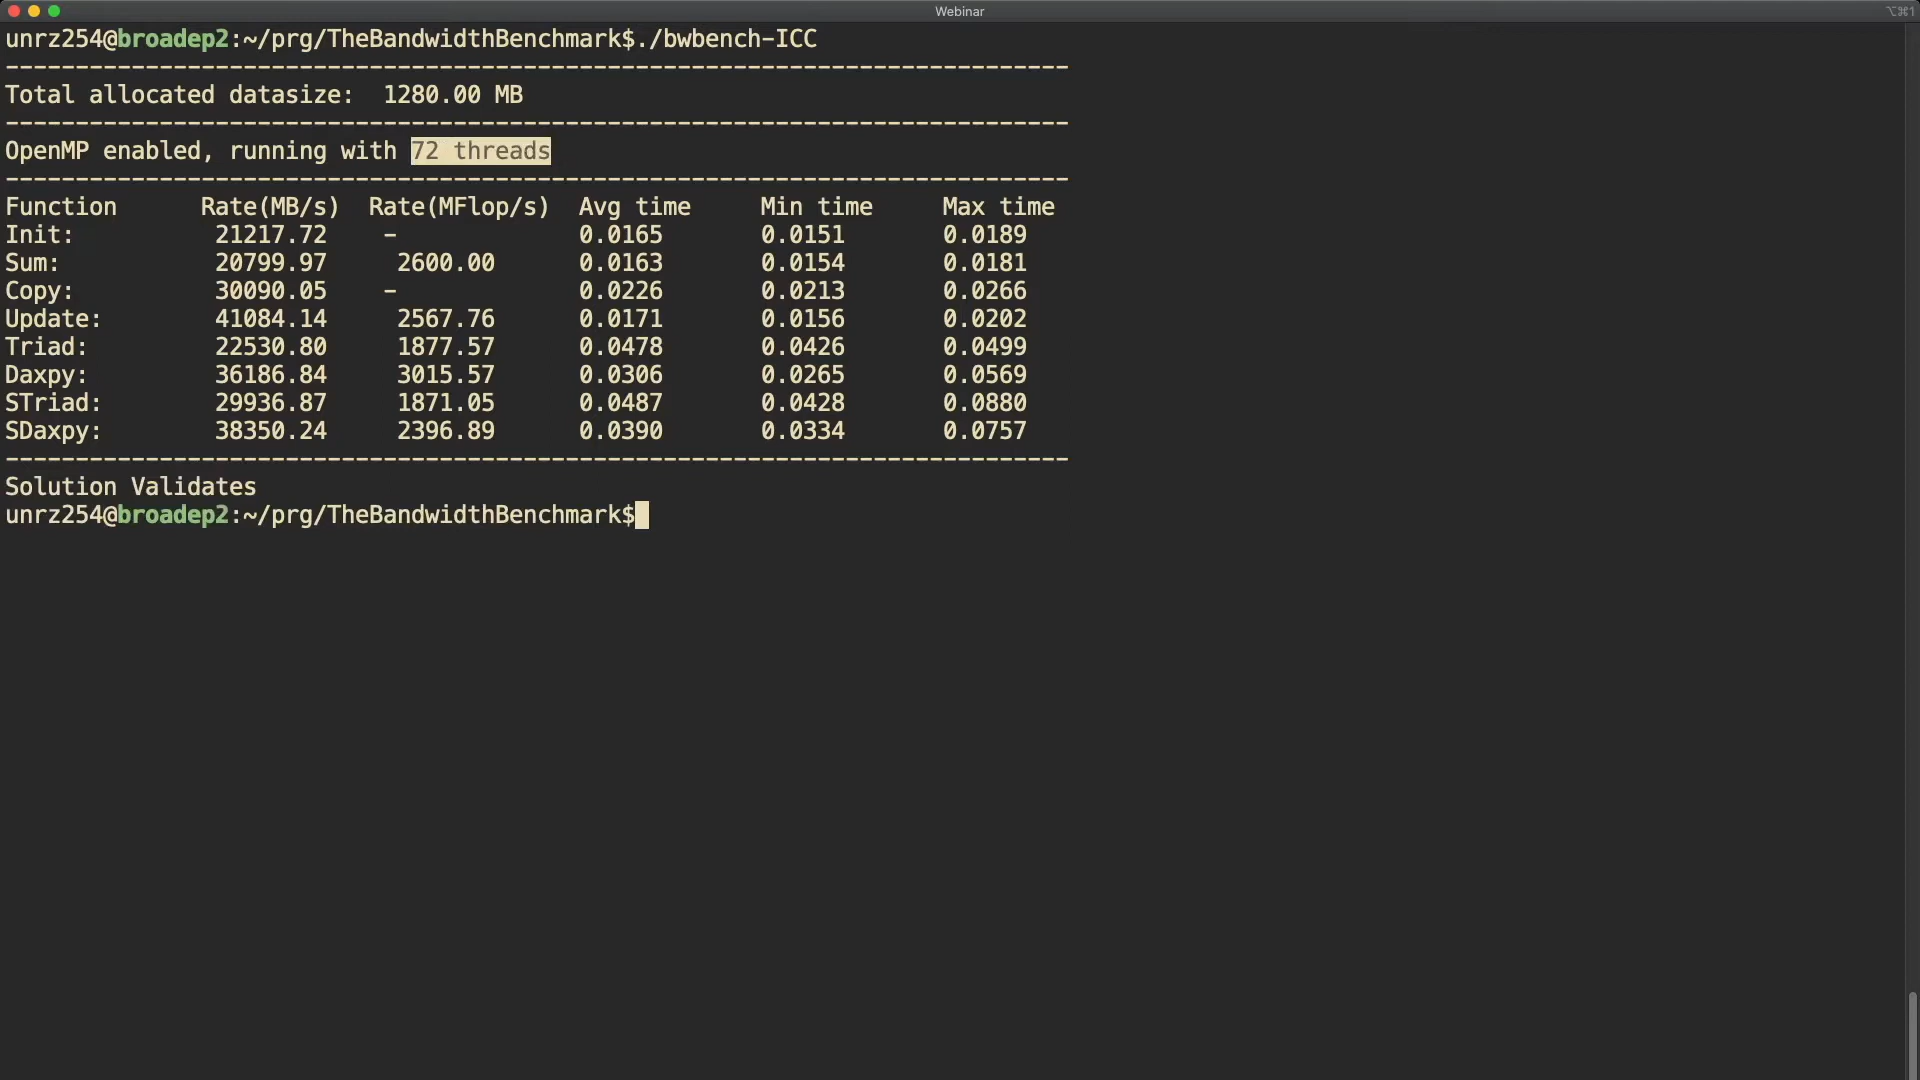 Webinar
⌥⌘1
unrz254@broadep2:~/prg/TheBandwidthBenchmark$./bwbench-ICC
----------------------------------------------------------------------------
Total allocated datasize:  1280.00 MB
----------------------------------------------------------------------------
OpenMP enabled, running with 72 threads
----------------------------------------------------------------------------
Function      Rate(MB/s)  Rate(MFlop/s)  Avg time     Min time     Max time
Init:          21217.72    -             0.0165       0.0151       0.0189
Sum:           20799.97     2600.00      0.0163       0.0154       0.0181
Copy:          30090.05    -             0.0226       0.0213       0.0266
Update:        41084.14     2567.76      0.0171       0.0156       0.0202
Triad:         22530.80     1877.57      0.0478       0.0426       0.0499
Daxpy:         36186.84     3015.57      0.0306       0.0265       0.0569
STriad:        29936.87     1871.05      0.0487       0.0428       0.0880
SDaxpy:        38350.24     2396.89      0.0390       0.0334       0.0757
----------------------------------------------------------------------------
Solution Validates
unrz254@broadep2:~/prg/TheBandwidthBenchmark$